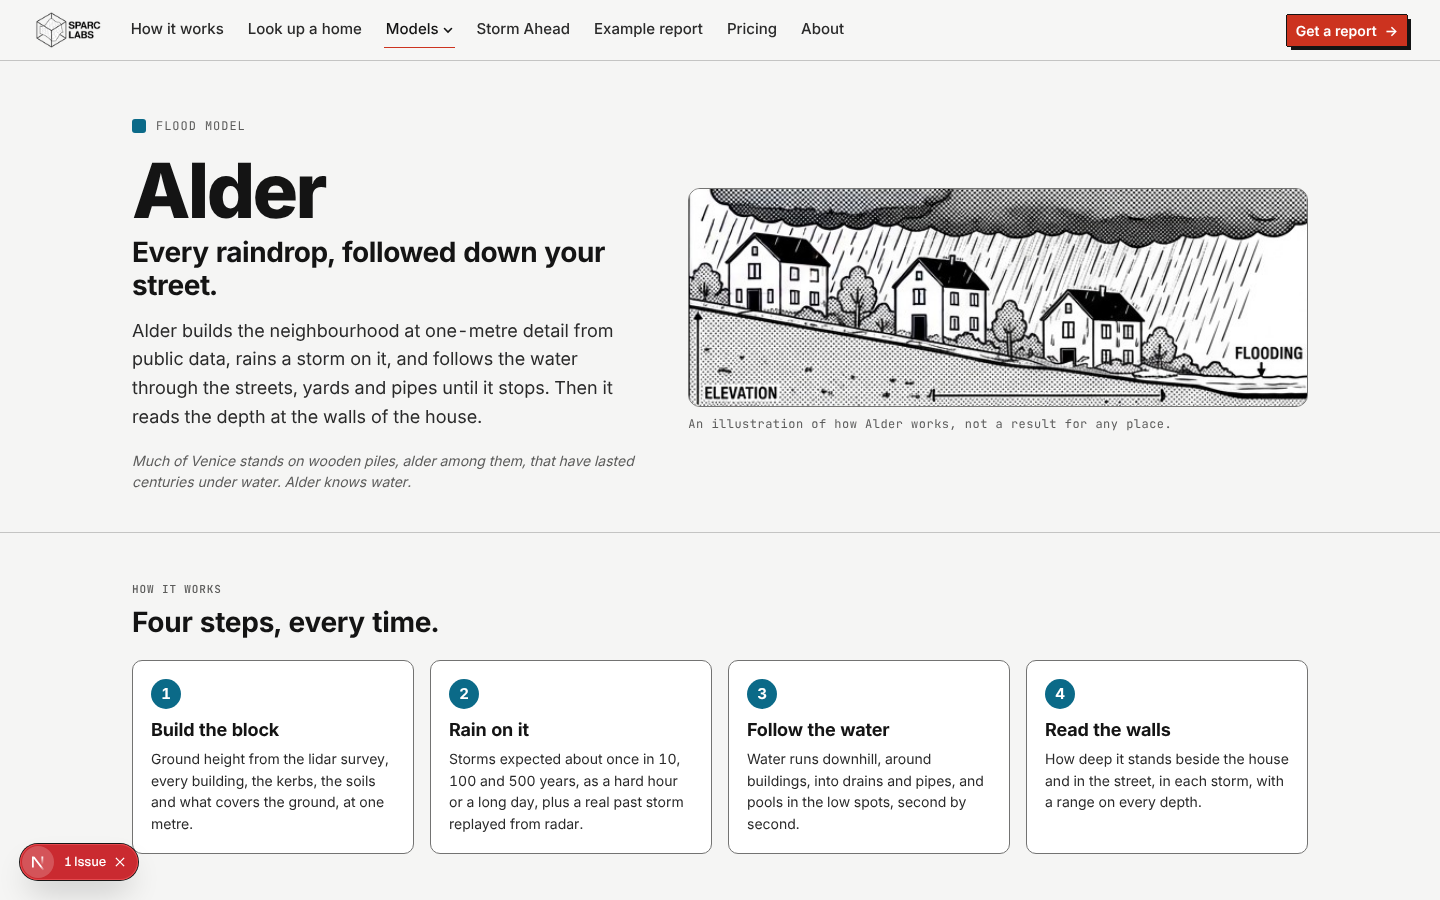 SPARC
LABS
How it works
Look up a home
Models
Storm Ahead
Example report
Pricing
About
Get a report →
FLOOD MODEL
Alder
Every raindrop, followed down your
street.
Alder builds the neighbourhood at one-metre detail from
public data, rains a storm on it, and follows the water
through the streets, yards and pipes until it stops. Then it
reads the depth at the walls of the house.
Much of Venice stands on wooden piles, alder among them, that have lasted
centuries under water. Alder knows water.
FLOODING
ELEVATION
An illustration of how Alder works, not a result for any place.
HOW IT WORKS
Four steps, every time.
1
Build the block
Ground height from the lidar survey,
every building, the kerbs, the soils
and what covers the ground, at one
metre.
2
Rain on it
Storms expected about once in 10,
100 and 500 years, as a hard hour
or a long day, plus a real past storm
replayed from radar.
3
Follow the water
Water runs downhill, around
buildings, into drains and pipes, and
pools in the low spots, second by
second.
4
Read the walls
How deep it stands beside the house
and in the street, in each storm, with
a range on every depth.
N
1 Issue